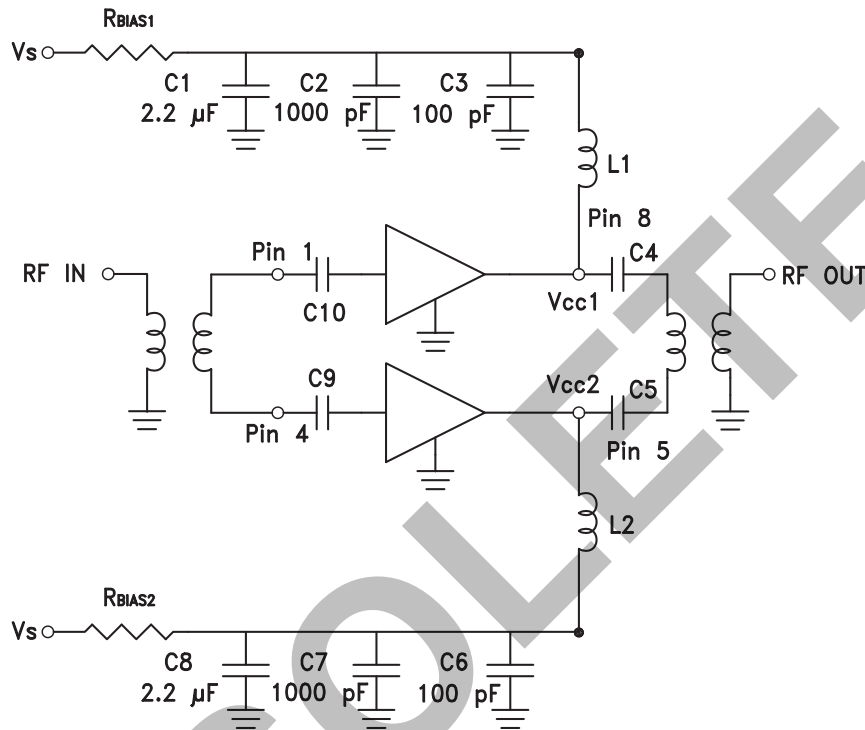 RBIAS1
Vs
C1
2.2 µF
C2
1000 pF
C3
100 pF
L1
Pin 8
Pin 1
C4
RF IN
RF OUT
C10
Vcc1
C9
Vcc2
C5
Pin 4
Pin 5
L2
RBIAS2
Vs
C8
2.2 µF
C7
1000 pF
C6
100 pF
COLETE